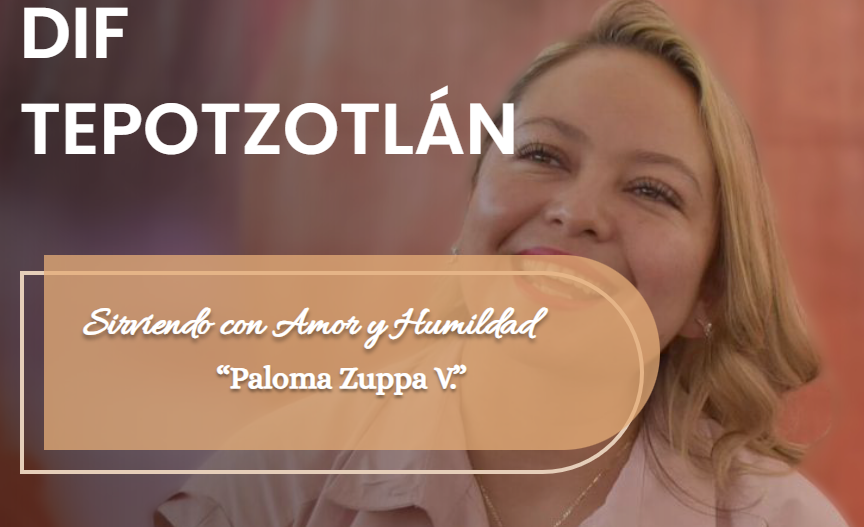 DIF
TEPOTZOTLÁN
Sirviendo con Amor y Humildad
“Paloma Zuppa V.”